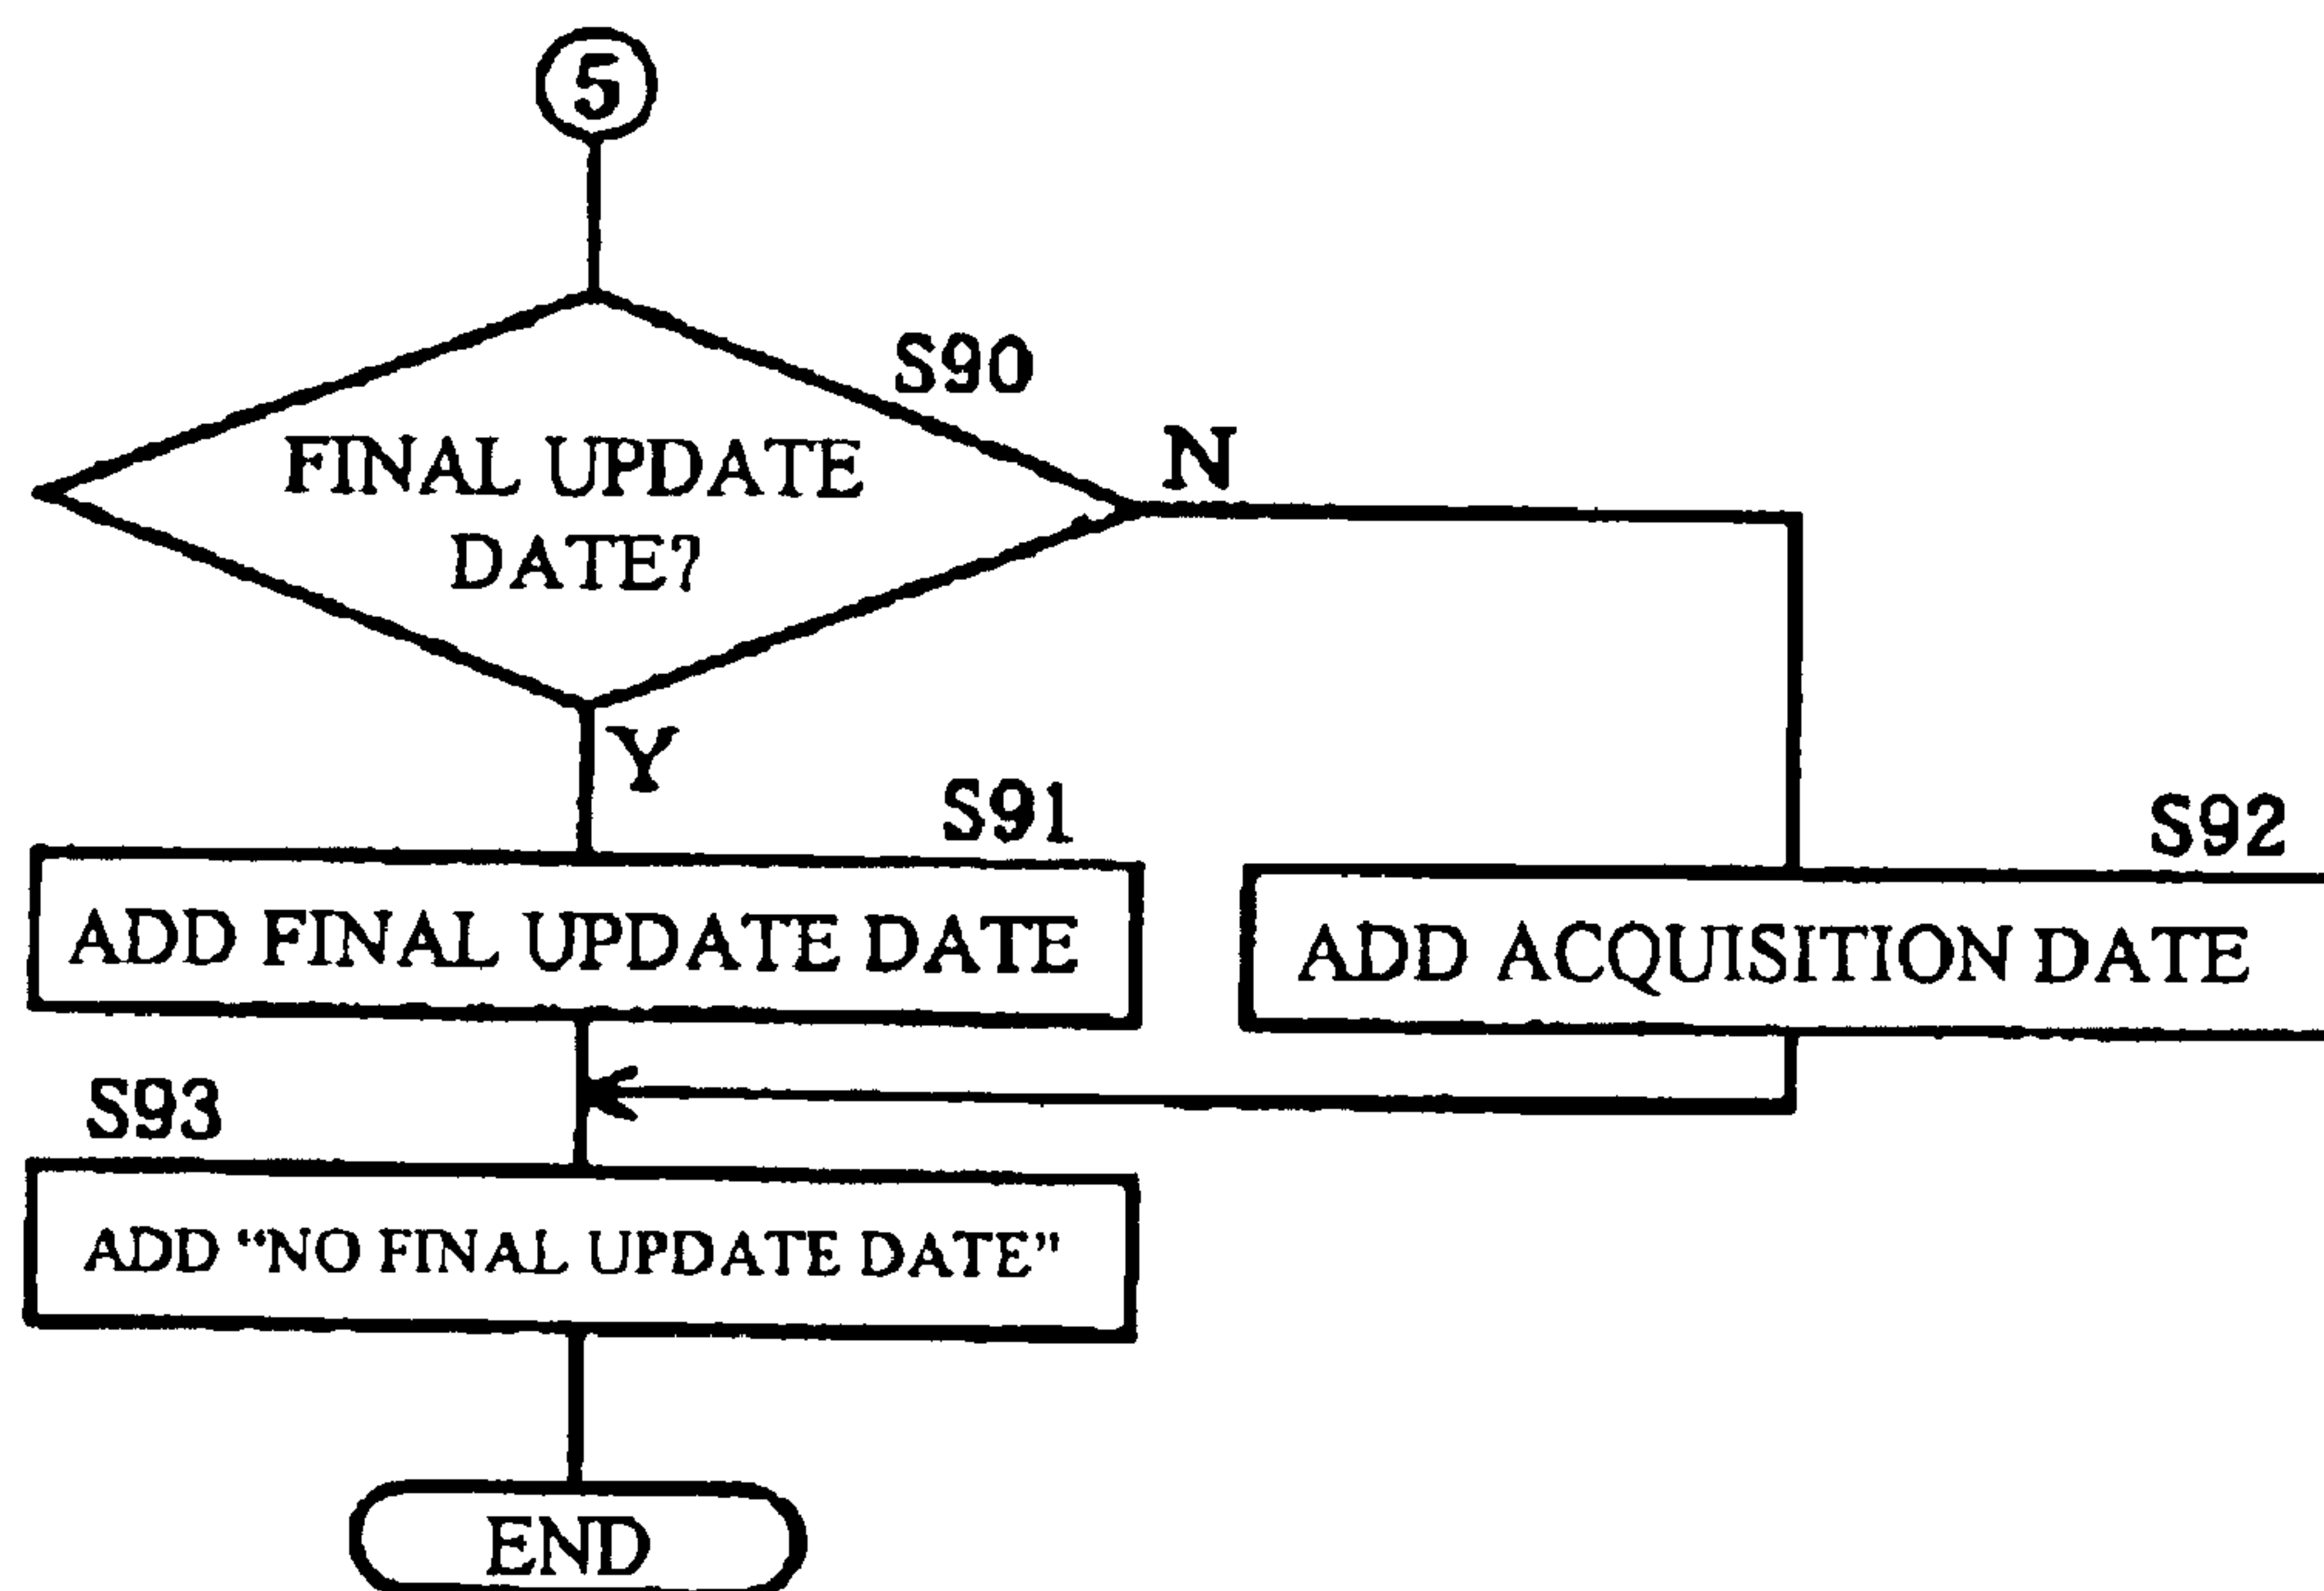 5
S90
FINAL UPDATE
DATE?
N
Y
S91
ADD FINAL UPDATE DATE
S92
ADD ACQUISITION DATE
S93
ADD “NO FINAL UPDATE DATE”
END